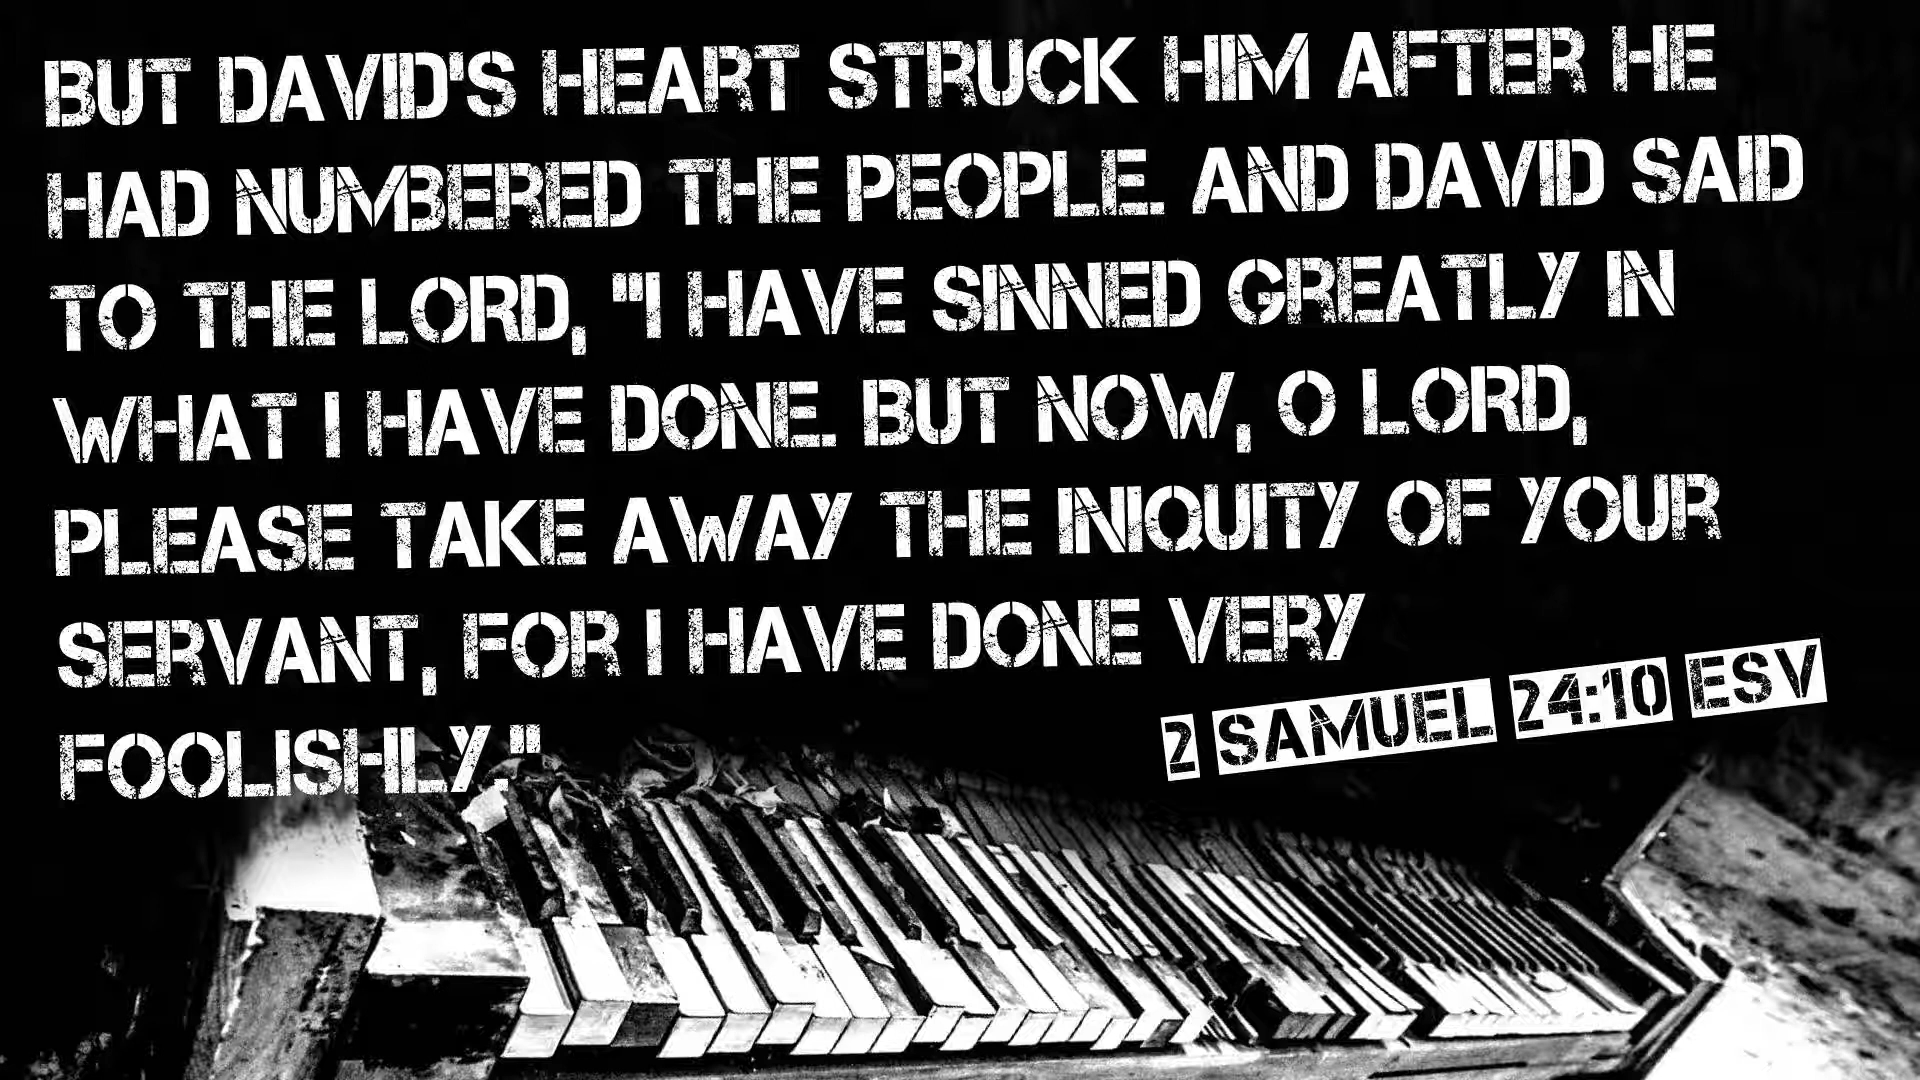 BUT DAVID'S HEART STRUCK HIM AFTER HE
HAD NUMBERED THE PEOPLE. AND DAVID SAID
TO THE LORD, "I HAVE SINNED GREATLY IN
WHAT I HAVE DONE. BUT NOW, O LORD,
PLEASE TAKE AWAY THE INIQUITY OF YOUR
SERVANT, FOR I HAVE DONE VERY
FOOLISHLY."
2 SAMUEL 24:10 ESV